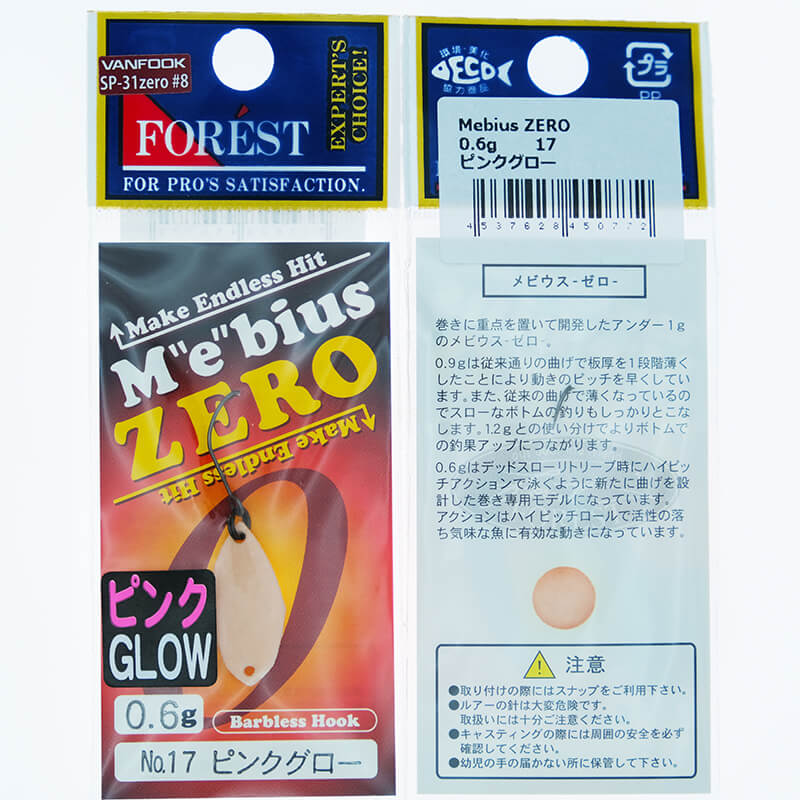 VANFOOK
SP-31zero #8
FORÉST
FOR PRO'S SATISFACTION.
EXPERT'S
CHOICE!
Make Endless Hit
M"e"bius
ZERO
Make Endless
Hit
ピンク
GLOW
0.6g
Barbless Hook
No.17 ピンクグロー
環境・美化
ECO
協力商品
プラ
PP
Mebius ZERO
0.6g 17
ピンクグロー
4537628450772
メビウス-ゼロ-
巻きに重点を置いて開発したアンダー1g
のメビウス-ゼロ-。
0.9gは従来通りの曲げで板厚を1段階薄く
したことにより動きのピッチを早くしてい
ます。また、従来の曲げで薄くなっているの
でスローなボトムの釣りもしっかりとこな
します。1.2gとの使い分けでよりボトムで
の釣果アップにつながります。
0.6gはデッドスローリトリーブ時にハイピッ
チアクションで泳ぐように新たに曲げを設
計した巻き専用モデルになっています。
アクションはハイピッチロールで活性の落
ち気味な魚に有効な動きになっています。
注意
●取り付けの際にはスナップをご利用下さい。
●ルアーの針は大変危険です。
取扱いには十分ご注意ください。
●キャスティングの際には周囲の安全を必ず
確認してください。
●幼児の手の届かない所に保管して下さい。